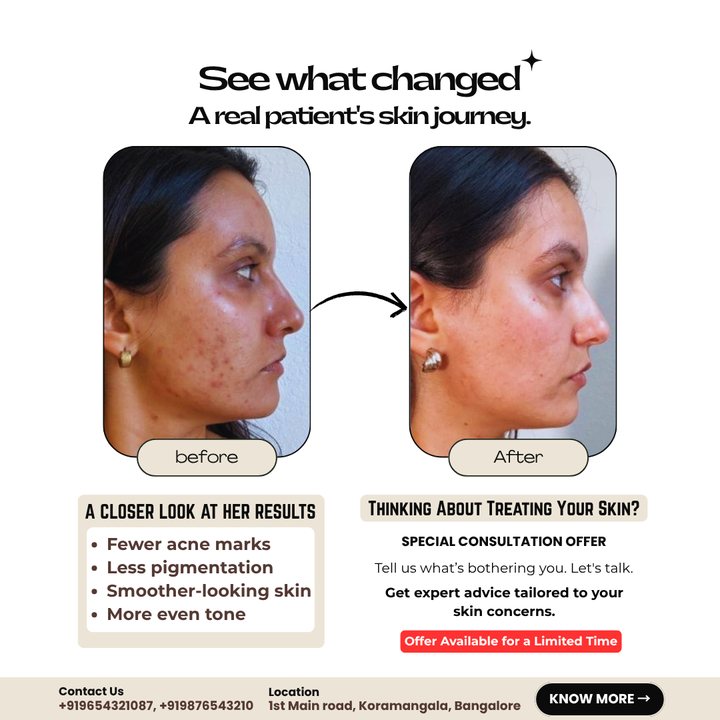 See what changed
A real patient's skin journey.
before
After
A CLOSER LOOK AT HER RESULTS
• Fewer acne marks
• Less pigmentation
• Smoother-looking skin
• More even tone
THINKING ABOUT TREATING YOUR SKIN?
SPECIAL CONSULTATION OFFER
Tell us what's bothering you. Let's talk.
Get expert advice tailored to your
skin concerns.
Offer Available for a Limited Time
Contact Us
+919654321087, +919876543210
Location
1st Main road, Koramangala, Bangalore
KNOW MORE →